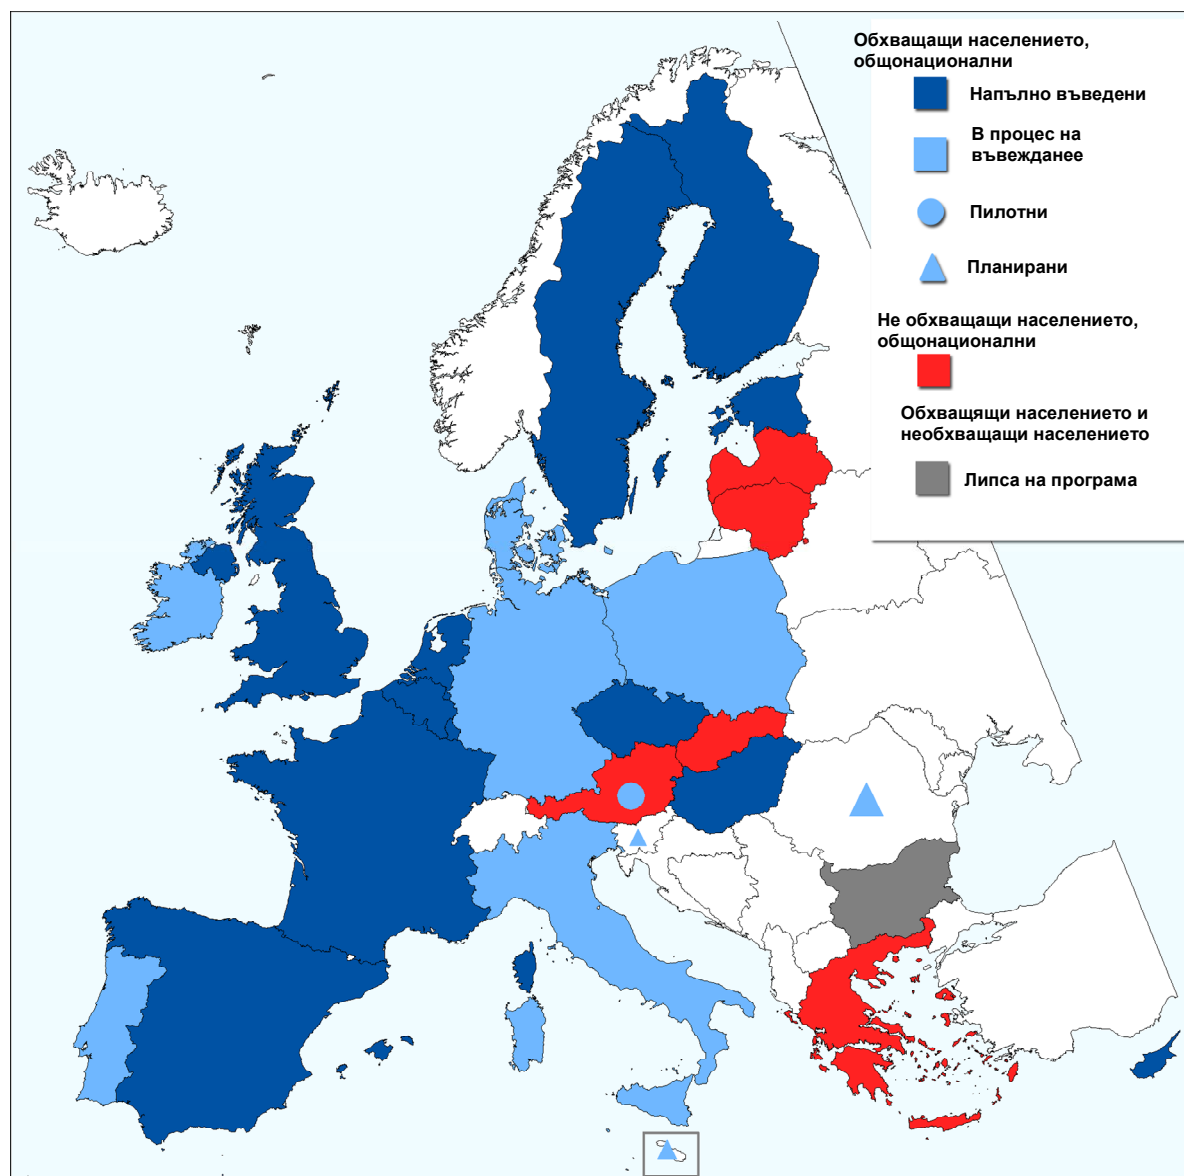 Обхващащи населението,
общонационални
Напълно въведени
В процес на
въвежданее
Пилотни
Планирани
Не обхващащи населението,
общонационални
Обхващящи населението и
необхващащи населението
Липса на програма